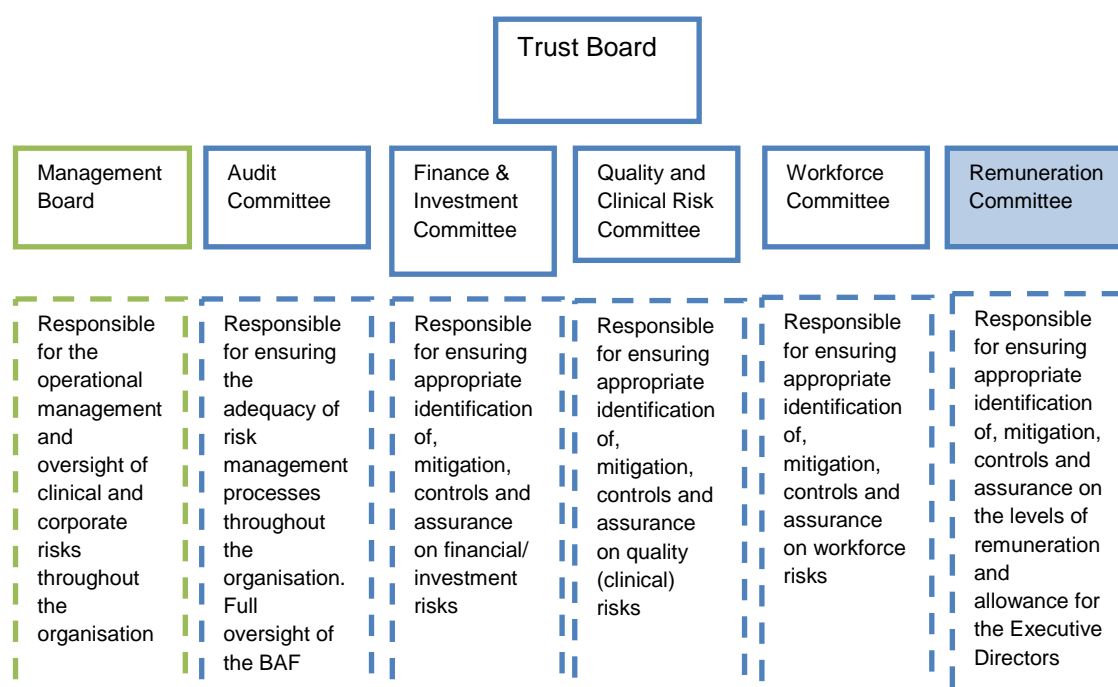 Trust Board
Management
Board
Audit
Committee
Finance &
Investment
Committee
Quality and
Clinical Risk
Committee
Workforce
Committee
Remuneration
Committee
Responsible
for the
operational
management
and
oversight of
clinical and
corporate
risks
throughout
the
organisation
Responsible
for ensuring
the
adequacy of
risk
management
processes
throughout
the
organisation.
Full
oversight of
the BAF
Responsible
for ensuring
appropriate
identification
of,
mitigation,
controls and
assurance
on financial/
investment
risks
Responsible
for ensuring
appropriate
identification
of,
mitigation,
controls and
assurance
on quality
(clinical)
risks
Responsible
for ensuring
appropriate
identification
of,
mitigation,
controls and
assurance
on workforce
risks
Responsible
for ensuring
appropriate
identification
of, mitigation,
controls and
assurance on
the levels of
remuneration
and
allowance for
the Executive
Directors